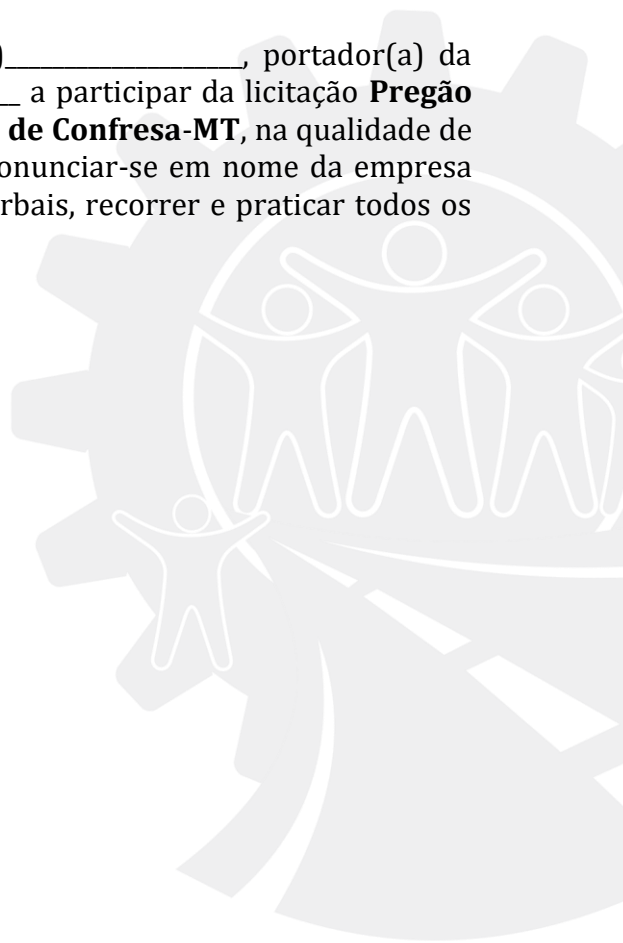 )____________________, portador(a) da
__ a participar da licitação Pregão
de Confresa-MT, na qualidade de
onunciar-se em nome da empresa
rbais, recorrer e praticar todos os